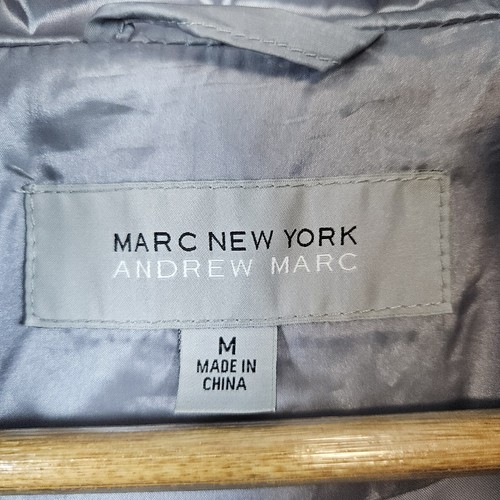 MARC NEW YORK
ANDREW MARC
M
MADE IN
CHINA